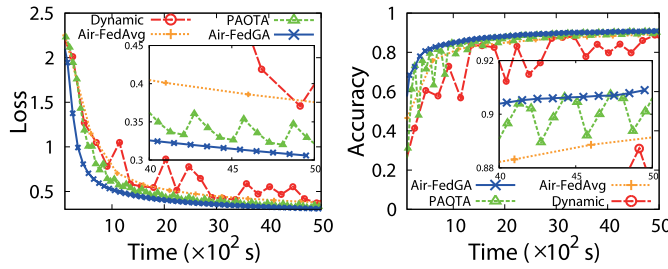 Dynamic PAOTA
Air-FedAvg Air-FedGA
2.5
2
1.5
1
0.5
Loss
0.45
0.4
0.35
0.3
40 45 50
10 20 30 40 50
Time (×10² s)
1
0.8
0.6
0.4
0.2
0
Accuracy
0.92
0.9
0.88
40 45 50
Air-FedGA Air-FedAvg
PAOTA Dynamic
10 20 30 40 50
Time (×10² s)